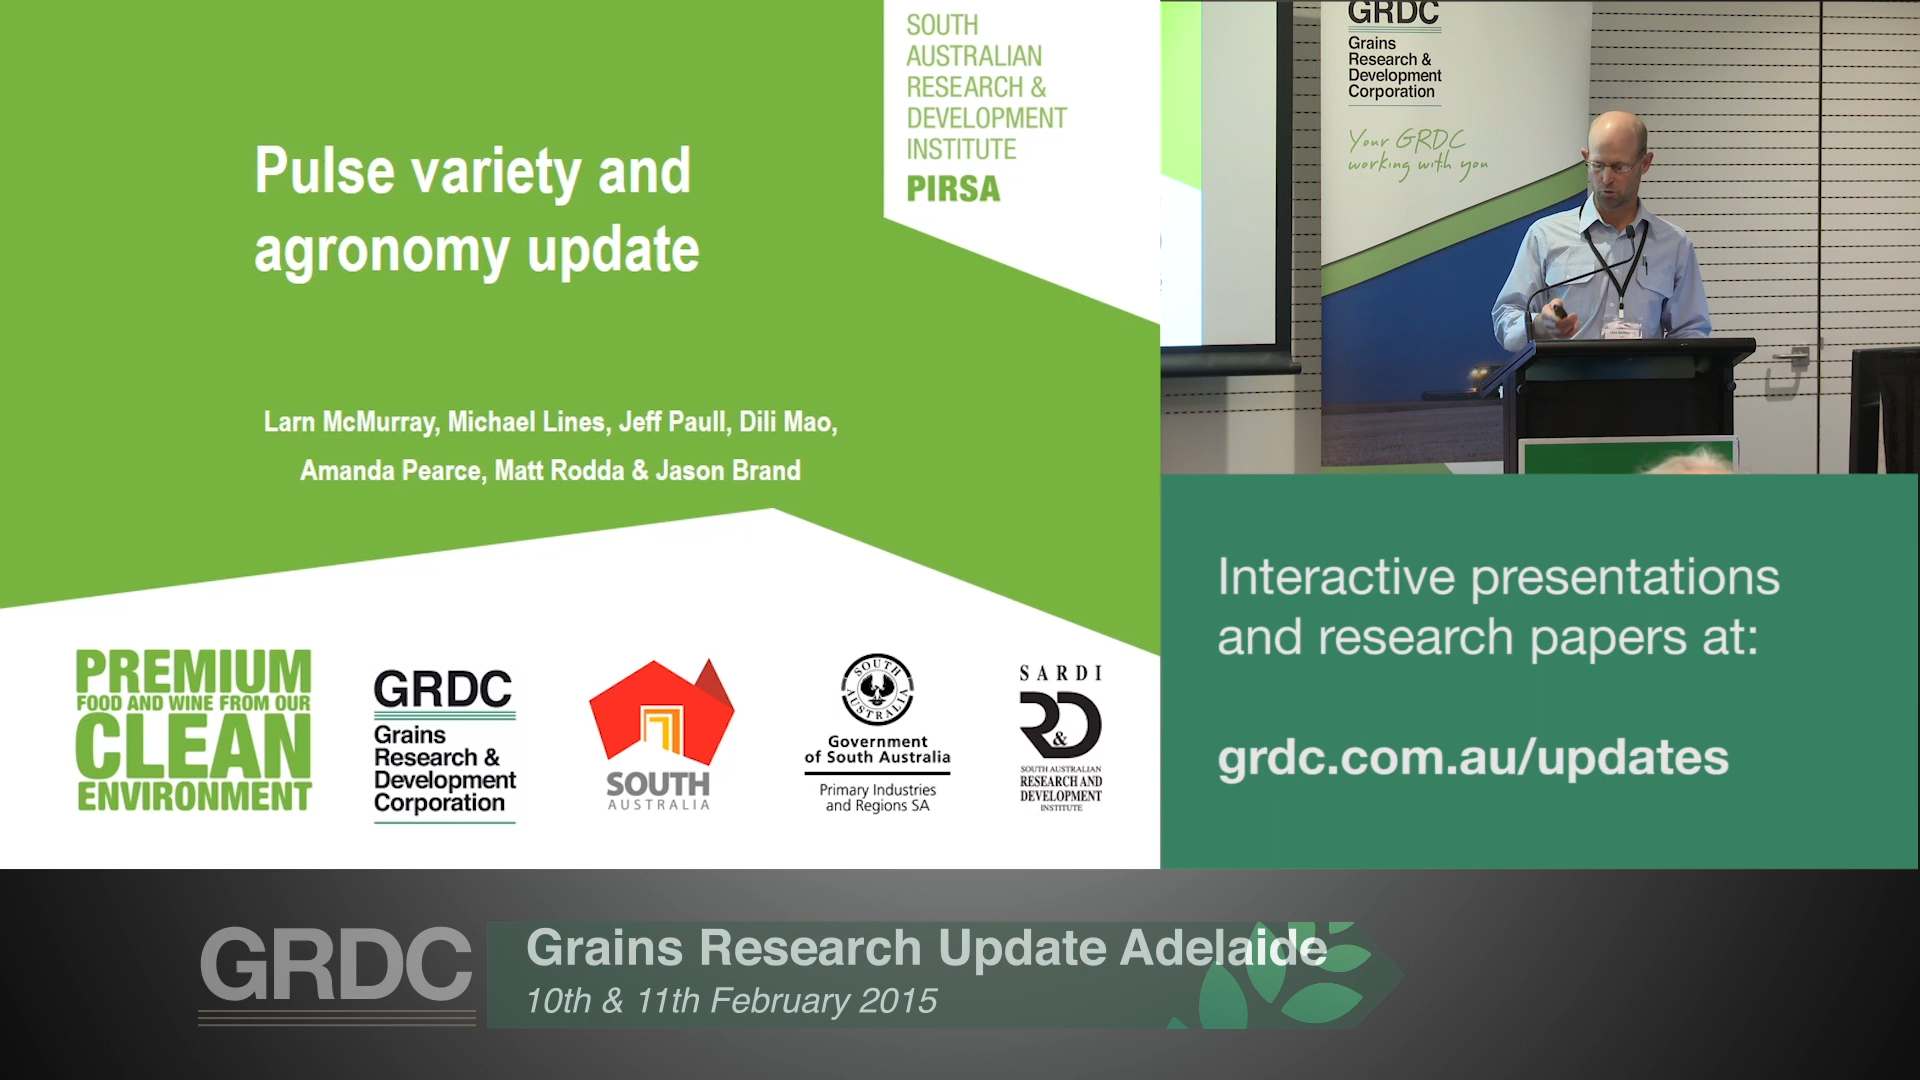 Pulse variety and
agronomy update
Larn McMurray, Michael Lines, Jeff Paull, Dili Mao,
Amanda Pearce, Matt Rodda & Jason Brand
SOUTH
AUSTRALIAN
RESEARCH &
DEVELOPMENT
INSTITUTE
PIRSA
PREMIUM
FOOD AND WINE FROM OUR
CLEAN
ENVIRONMENT
GRDC
Grains
Research &
Development
Corporation
SOUTH
AUSTRALIA
SOUTH AUSTRALIA
Government
of South Australia
Primary Industries
and Regions SA
SARDI
R&D
SOUTH AUSTRALIAN
RESEARCH AND
DEVELOPMENT
INSTITUTE
GRDC
Grains
Research &
Development
Corporation
Your GRDC
working with you
Interactive presentations
and research papers at:
grdc.com.au/updates
GRDC
Grains Research Update Adelaide
10th & 11th February 2015